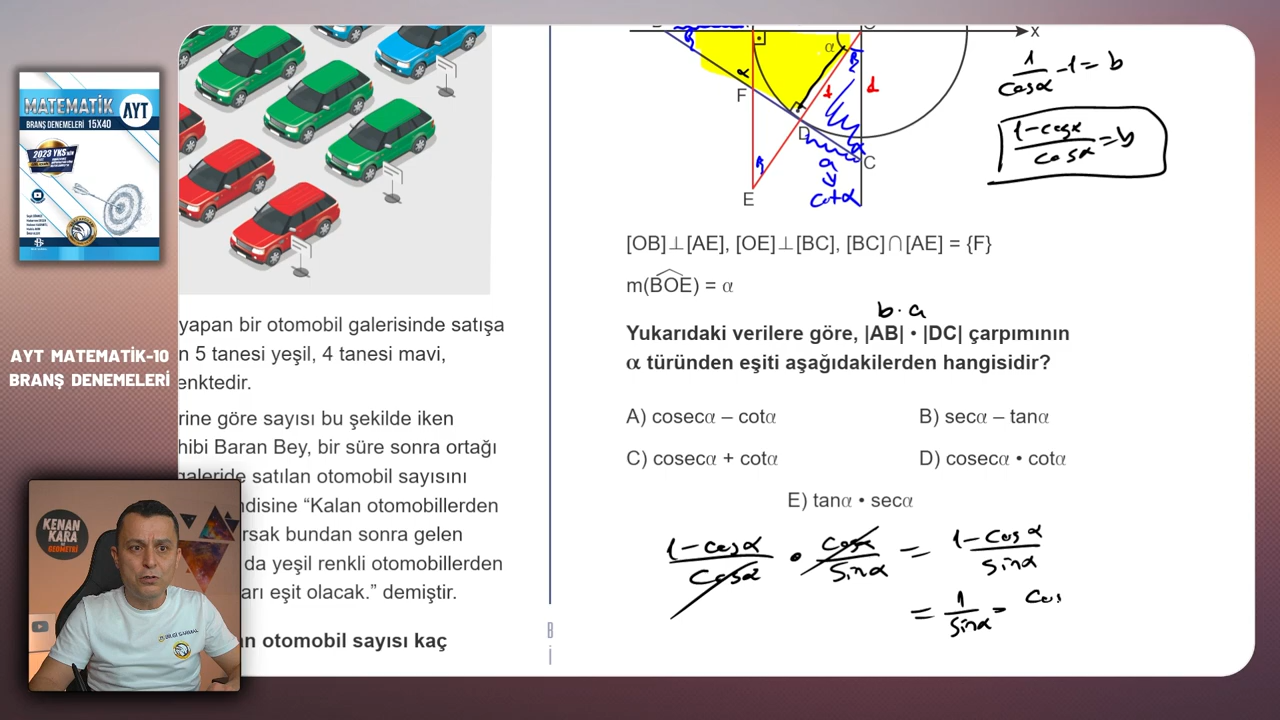 MATEMATİK AYT
BRANŞ DENEMELERİ 15X40
2023 YKS'NİN
AYT MATEMATİK-10
BRANŞ DENEMELERİ
yapan bir otomobil galerisinde satışa
n 5 tanesi yeşil, 4 tanesi mavi,
enktedir.
rine göre sayısı bu şekilde iken
hibi Baran Bey, bir süre sonra ortağı
galeride satılan otomobil sayısını
ndisine “Kalan otomobillerden
rsak bundan sonra gelen
da yeşil renkli otomobillerden
arı eşit olacak.” demiştir.
n otomobil sayısı kaç
KENAN
KARA
GEOMETRİ
x
α
α
F
D
1
d
α
C
a
cotα
E
1/cosα - 1 = b
(1-cosα)/cosα = b
[OB]⊥[AE], [OE]⊥[BC], [BC]∩[AE] = {F}
m(BOE) = α
b · a
Yukarıdaki verilere göre, |AB| • |DC| çarpımının
α türünden eşiti aşağıdakilerden hangisidir?
A) cosecα – cotα
B) secα – tanα
C) cosecα + cotα
D) cosecα • cotα
E) tanα • secα
(1-cosα)/cosα • cosα/sinα = (1-cosα)/sinα
= 1/sinα - cos